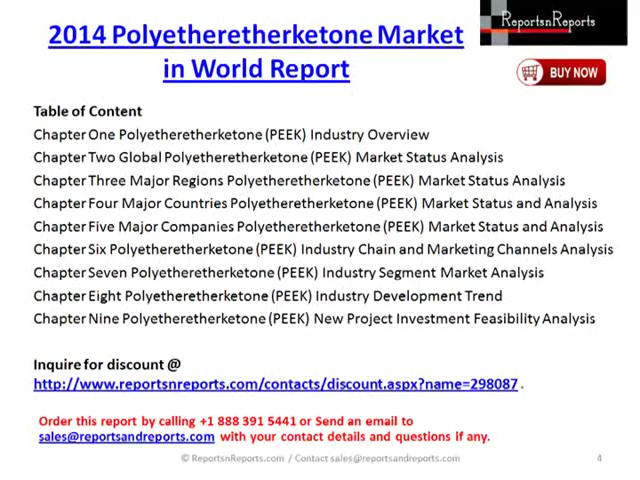 2014 Polyetheretherketone Market
in World Report
ReportsnReports
BUY NOW
Table of Content
Chapter One Polyetheretherketone (PEEK) Industry Overview
Chapter Two Global Polyetheretherketone (PEEK) Market Status Analysis
Chapter Three Major Regions Polyetheretherketone (PEEK) Market Status Analysis
Chapter Four Major Countries Polyetheretherketone (PEEK) Market Status and Analysis
Chapter Five Major Companies Polyetheretherketone (PEEK) Market Status and Analysis
Chapter Six Polyetheretherketone (PEEK) Industry Chain and Marketing Channels Analysis
Chapter Seven Polyetheretherketone (PEEK) Industry Segment Market Analysis
Chapter Eight Polyetheretherketone (PEEK) Industry Development Trend
Chapter Nine Polyetheretherketone (PEEK) New Project Investment Feasibility Analysis
Inquire for discount @
http://www.reportsnreports.com/contacts/discount.aspx?name=298087 .
Order this report by calling +1 888 391 5441 or Send an email to
sales@reportsandreports.com with your contact details and questions if any.
© ReportsnReports.com / Contact sales@reportsandreports.com
4